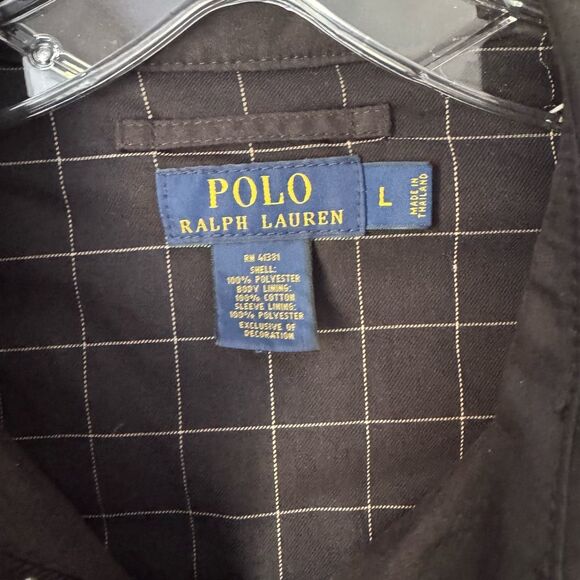 POLO
RALPH LAUREN
L
MADE IN
THAILAND
RN 41381
SHELL:
100% POLYESTER
BODY LINING:
100% COTTON
SLEEVE LINING:
100% POLYESTER
EXCLUSIVE OF
DECORATION